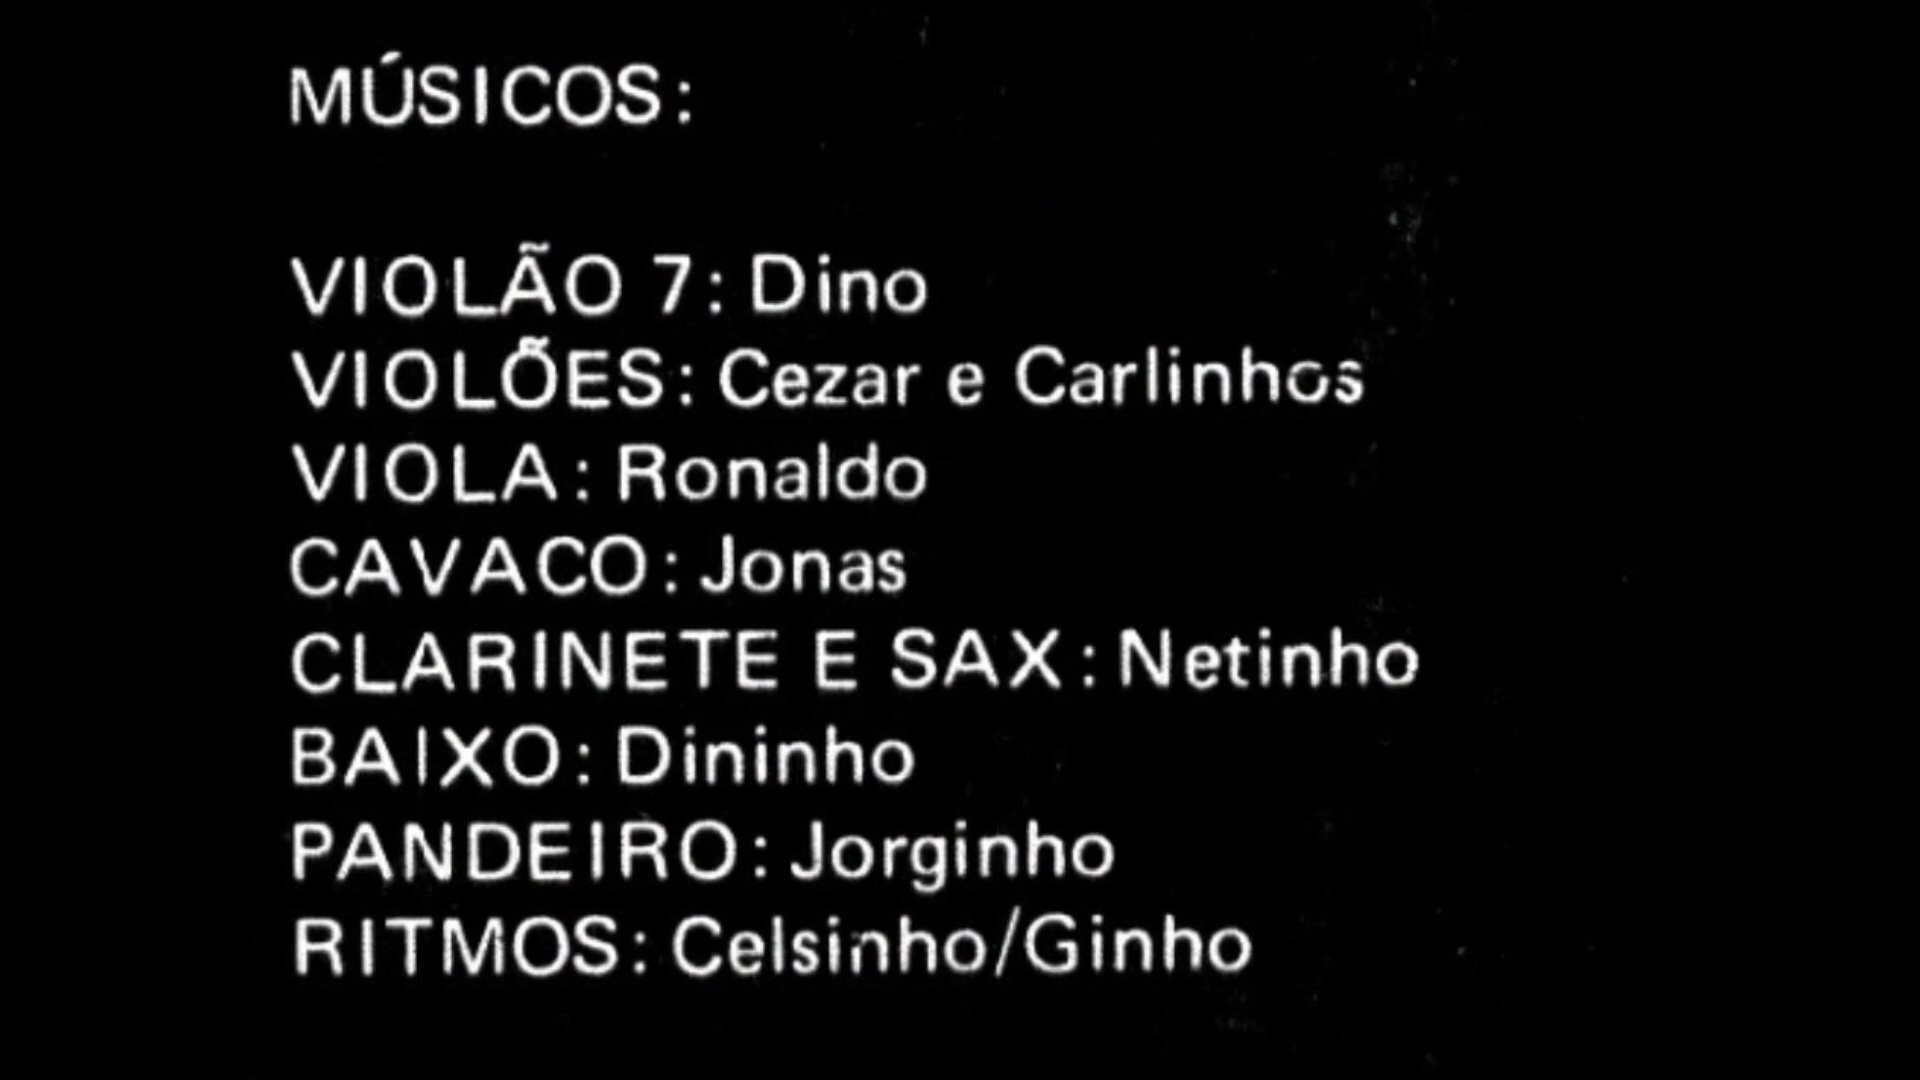 MÚSICOS:
VIOLÃO 7: Dino
VIOLÕES: Cezar e Carlinhos
VIOLA: Ronaldo
CAVACO: Jonas
CLARINETE E SAX: Netinho
BAIXO: Dininho
PANDEIRO: Jorginho
RITMOS: Celsinho/Ginho